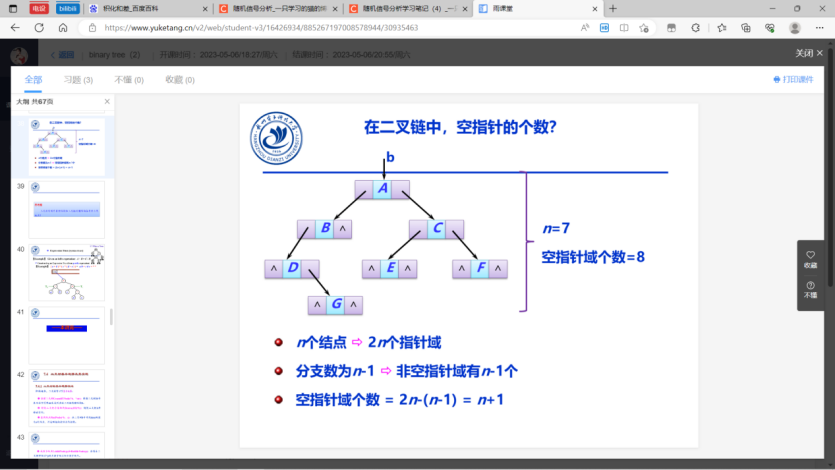 电设
bilibili
积化和差_百度百科
随机信号分析_一只学习的猫的博
随机信号分析学习笔记（4）_一
雨课堂
https://www.yuketang.cn/v2/web/student-v3/16426934/885267197008578944/30935463
返回
binary tree（2）
开课时间：2023-05-06/18:27/周六
结课时间：2023-05-06/20:55/周六
关闭
全部
习题 (3)
不懂 (0)
收藏 (0)
打印课件
大纲 共67页
39
40
41
42
43
在二叉链中，空指针的个数?
b
A
B ∧
C
D
∧
∧ E ∧
∧ F ∧
∧ G ∧
n=7
空指针域个数=8
n个结点 ⇨ 2n个指针域
分支数为n-1 ⇨ 非空指针域有n-1个
空指针域个数 = 2n-(n-1) = n+1
收藏
不懂